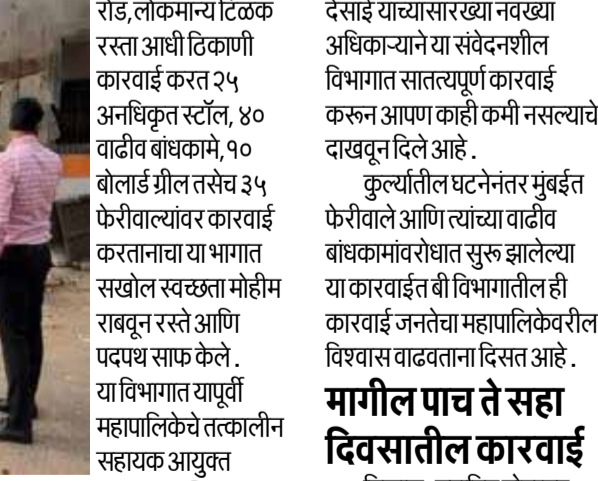 रोड, लोकमान्य टिळक
रस्ता आधी ठिकाणी
कारवाई करत २५
अनधिकृत स्टॉल, ४०
वाढीव बांधकामे, १०
बोलार्ड ग्रील तसेच ३५
फेरीवाल्यांवर कारवाई
करतानाचा या भागात
सखोल स्वच्छता मोहीम
राबवून रस्ते आणि
पदपथ साफ केले .
या विभागात यापूर्वी
महापालिकेचे तत्कालीन
सहायक आयुक्त
देसाई यांच्यासारख्या नवख्या
अधिकाऱ्याने या संवेदनशील
विभागात सातत्यपूर्ण कारवाई
करून आपण काही कमी नसल्याचे
दाखवून दिले आहे .
कुर्ल्यातील घटनेनंतर मुंबईत
फेरीवाले आणि त्यांच्या वाढीव
बांधकामांवरोधात सुरू झालेल्या
या कारवाईत बी विभागातील ही
कारवाई जनतेचा महापालिकेवरील
विश्वास वाढवताना दिसत आहे .
मागील पाच ते सहा
दिवसातील कारवाई